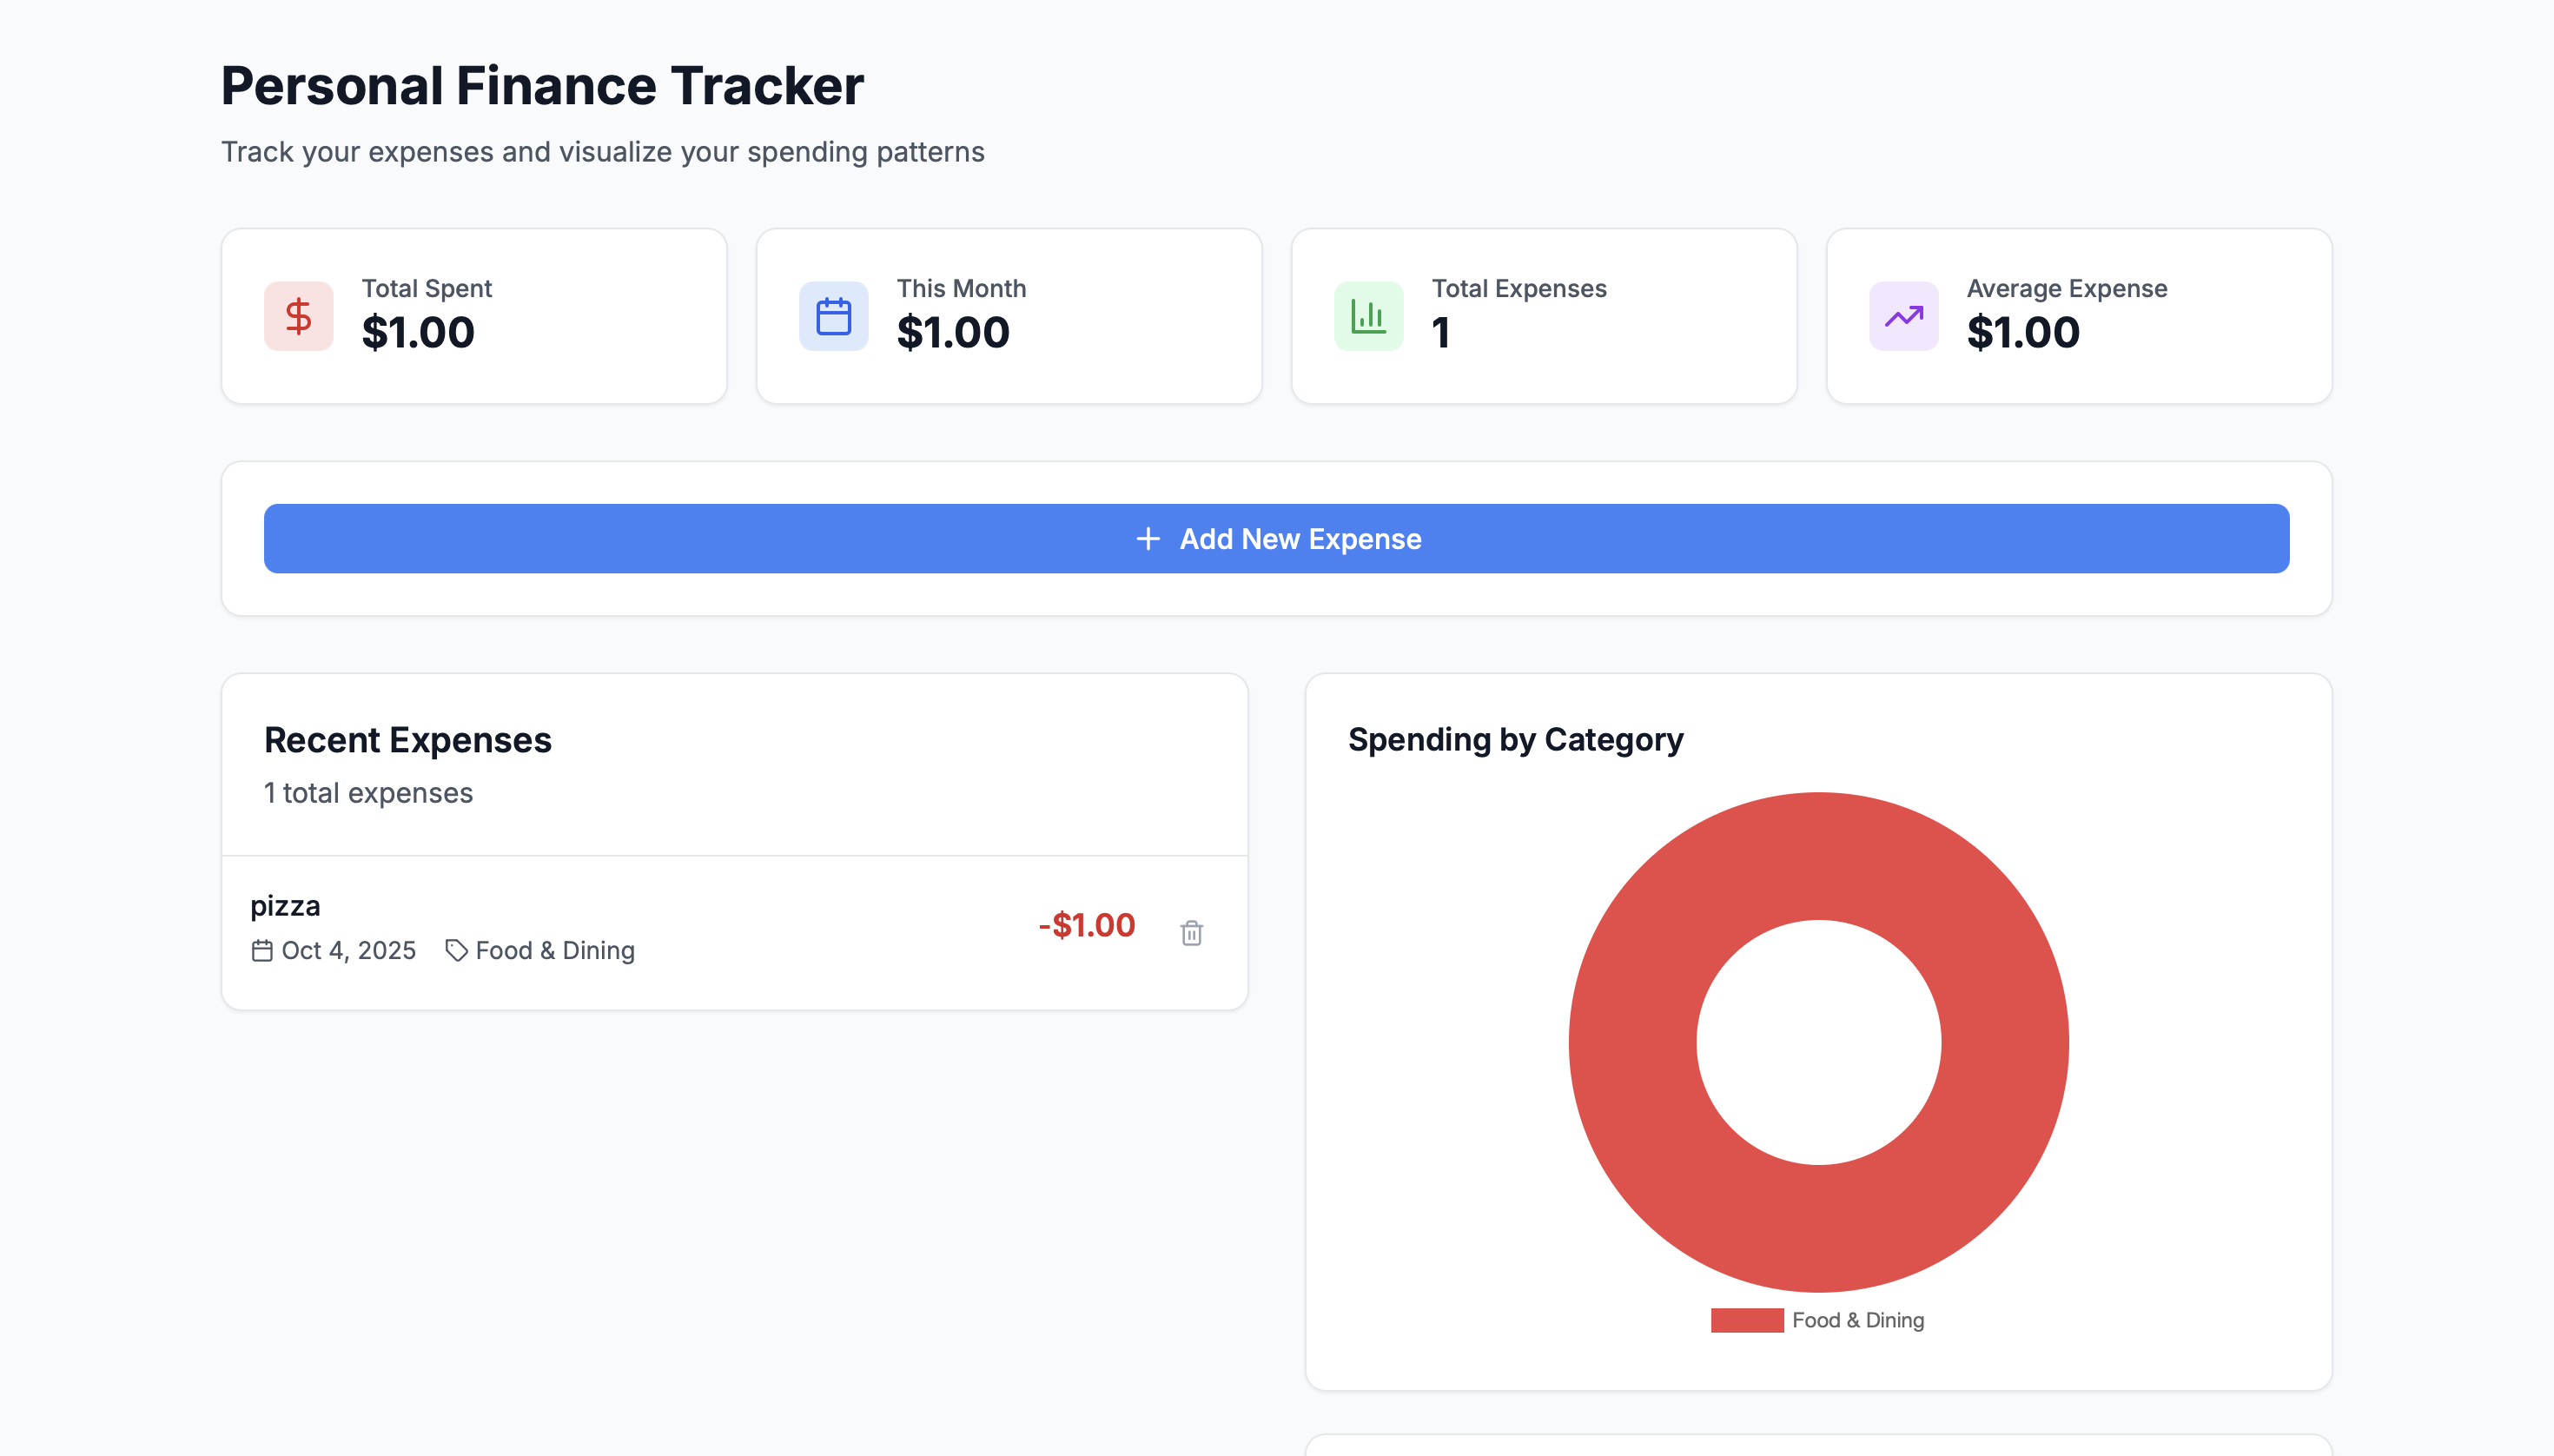 Personal Finance Tracker
Track your expenses and visualize your spending patterns
Total Spent
$1.00
This Month
$1.00
Total Expenses
1
Average Expense
$1.00
Add New Expense
Recent Expenses
1 total expenses
pizza
-$1.00
Oct 4, 2025 Food & Dining
Spending by Category
Food & Dining